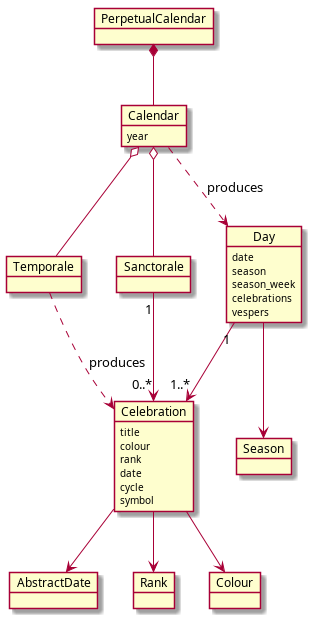 PerpetualCalendar
Calendar
year
produces
Temporale
Sanctorale
Day
date
season
season_week
celebrations
vespers
1
produces
1
0..*
1..*
Celebration
title
colour
rank
date
cycle
symbol
Season
AbstractDate
Rank
Colour